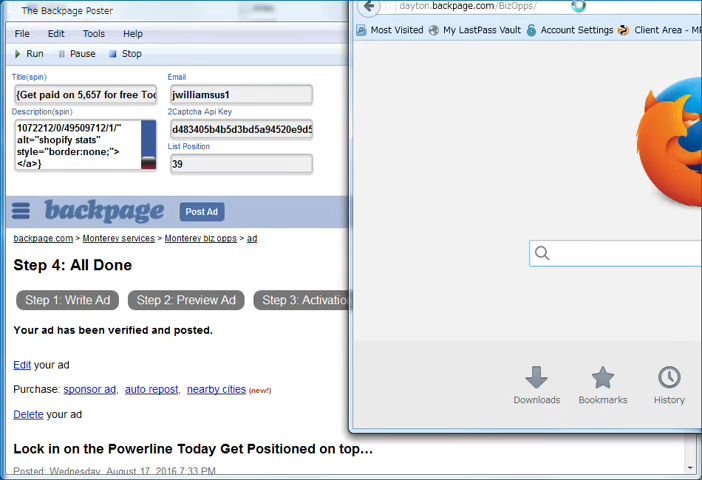 The Backpage Poster
File Edit Tools Help
Run Pause Stop
Title(spin)
{Get paid on 5,657 for free Too
Description(spin)
1072212/0/49509712/1/"
alt="shopify stats"
style="border:none;">
</a>}
Email
jwilliamsus1
2Captcha Api Key
d483405b4b5d3bd5a94520e9d5
List Position
39
backpage Post Ad
backpage.com > Monterey services > Monterey biz opps > ad
Step 4: All Done
Step 1: Write Ad Step 2: Preview Ad Step 3: Activation
Your ad has been verified and posted.
Edit your ad
Purchase: sponsor ad, auto repost, nearby cities (new!)
Delete your ad
Lock in on the Powerline Today Get Positioned on top...
Posted: Wednesday, August 17, 2016 7:33 PM
dayton.backpage.com/BizOpps/
Most Visited My LastPass Vault Account Settings Client Area - MP
Downloads Bookmarks History